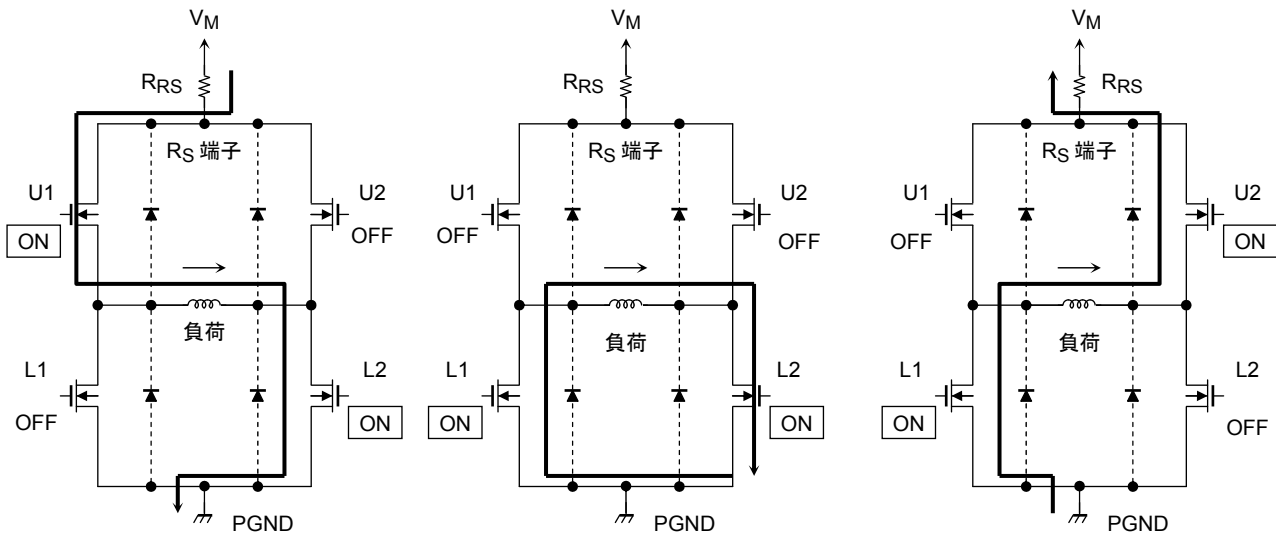 VM
RRS
RS 端子
U1
ON
U2
OFF
負荷
L1
OFF
L2
ON
PGND
VM
RRS
RS 端子
U1
OFF
U2
OFF
負荷
L1
ON
L2
ON
PGND
VM
RRS
RS 端子
U1
OFF
U2
ON
負荷
L1
ON
L2
OFF
PGND